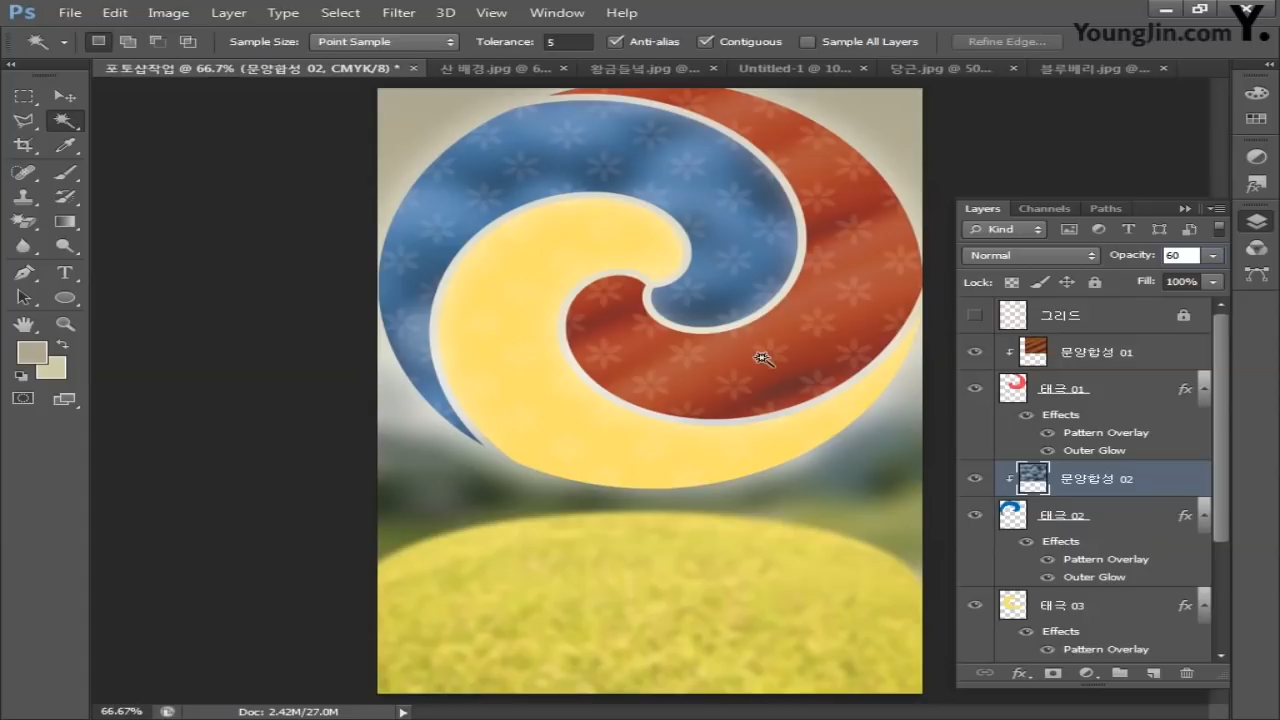 Ps File Edit Image Layer Type Select Filter 3D View Window Help
YoungJin.com Y.
Sample Size: Point Sample Tolerance: 5 Anti-alias Contiguous Sample All Layers Refine Edge...
포토샵작업 @ 66.7% (문양합성 02, CMYK/8) * × 산 배경.jpg @ 6... × 황금들녘.jpg @... × Untitled-1 @ 10... × 당근.jpg @ 50... × 블루베리.jpg @... ×
Layers Channels Paths
Kind
Normal Opacity: 60
Lock: Fill: 100%
그리드
문양합성 01
태극 01 fx
Effects
Pattern Overlay
Outer Glow
문양합성 02
태극 02 fx
Effects
Pattern Overlay
Outer Glow
태극 03 fx
Effects
Pattern Overlay
fx
66.67% Doc: 2.42M/27.0M